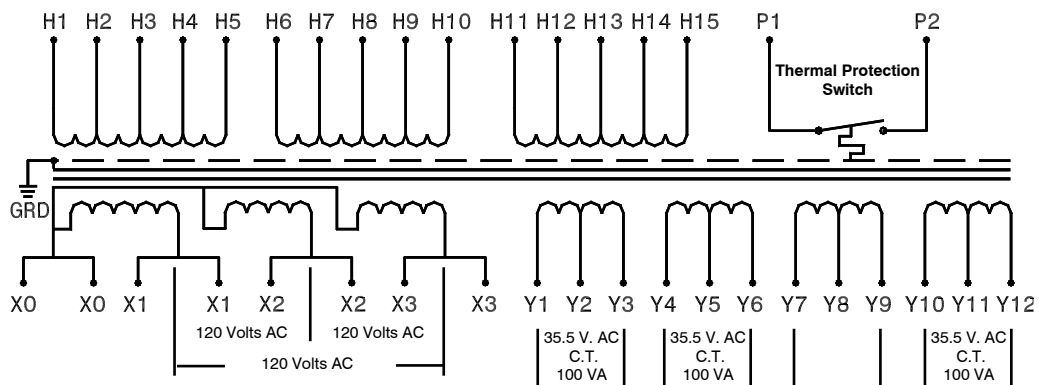 H1 H2 H3 H4 H5 H6 H7 H8 H9 H10 H11 H12 H13 H14 H15 P1 P2
Thermal Protection
Switch
GRD
X0 X0 X1 X1 X2 X2 X3 X3 Y1 Y2 Y3 Y4 Y5 Y6 Y7 Y8 Y9 Y10 Y11 Y12
120 Volts AC 120 Volts AC
120 Volts AC
35.5 V. AC
C.T.
100 VA
35.5 V. AC
C.T.
100 VA
35.5 V. AC
C.T.
100 VA